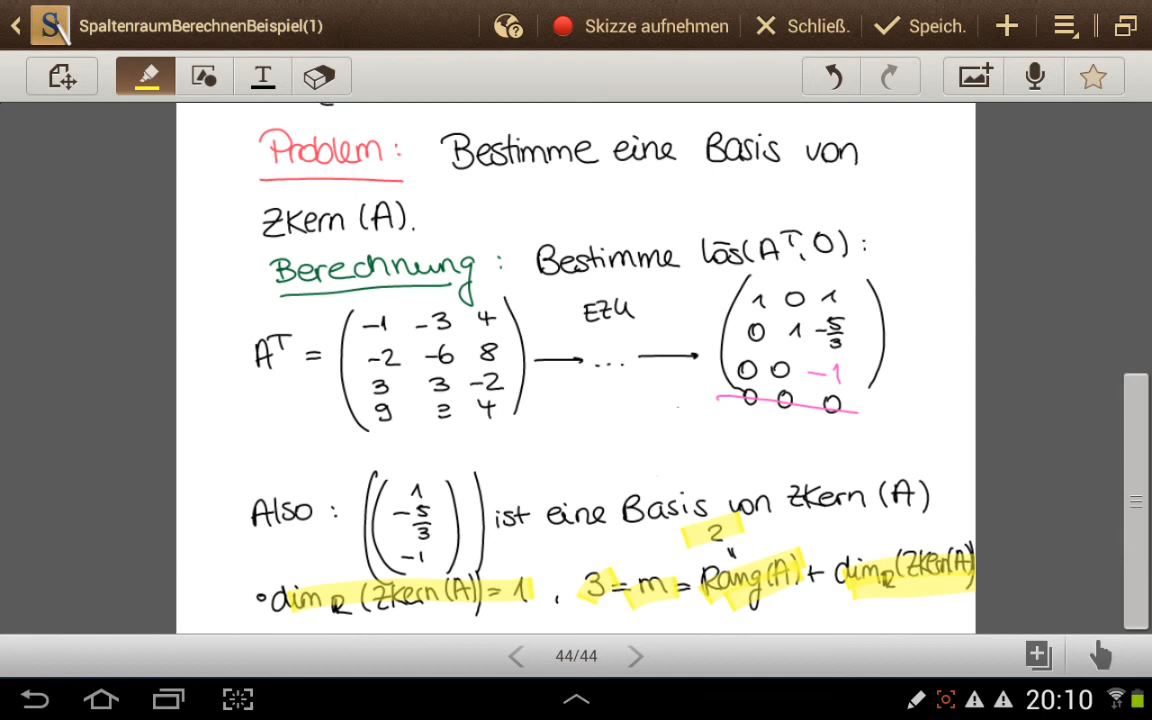 SpaltenraumBerechnenBeispiel(1) Skizze aufnehmen Schließ. Speich.
Problem: Bestimme eine Basis von
ZKern (A).
Berechnung: Bestimme Lös(Aᵀ, 0):
Aᵀ = ( -1 -3 4 EZU ( 1 0 1
-2 -6 8 → ... → 0 1 -5/3
3 3 -2 0 0 -1
9 3 4 ) 0 0 0 )
Also: (( 1 -5/3 -1 )) ist eine Basis von ZKern (A)
2
• dim_R (ZKern(A)) = 1 , 3 = m = Rang(A) + dim_R (ZKern(A)
44/44
20:10